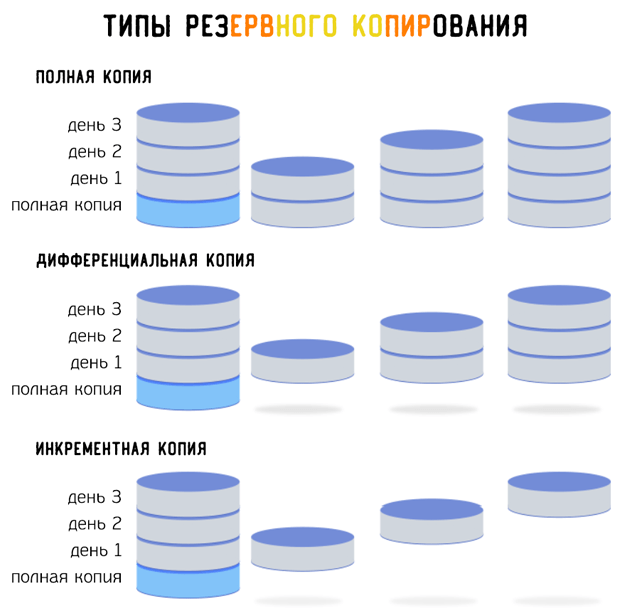 ТИПЫ РЕЗЕРВНОГО КОПИРОВАНИЯ
ПОЛНАЯ КОПИЯ
день 3
день 2
день 1
полная копия
ДИФФЕРЕНЦИАЛЬНАЯ КОПИЯ
день 3
день 2
день 1
полная копия
ИНКРЕМЕНТНАЯ КОПИЯ
день 3
день 2
день 1
полная копия